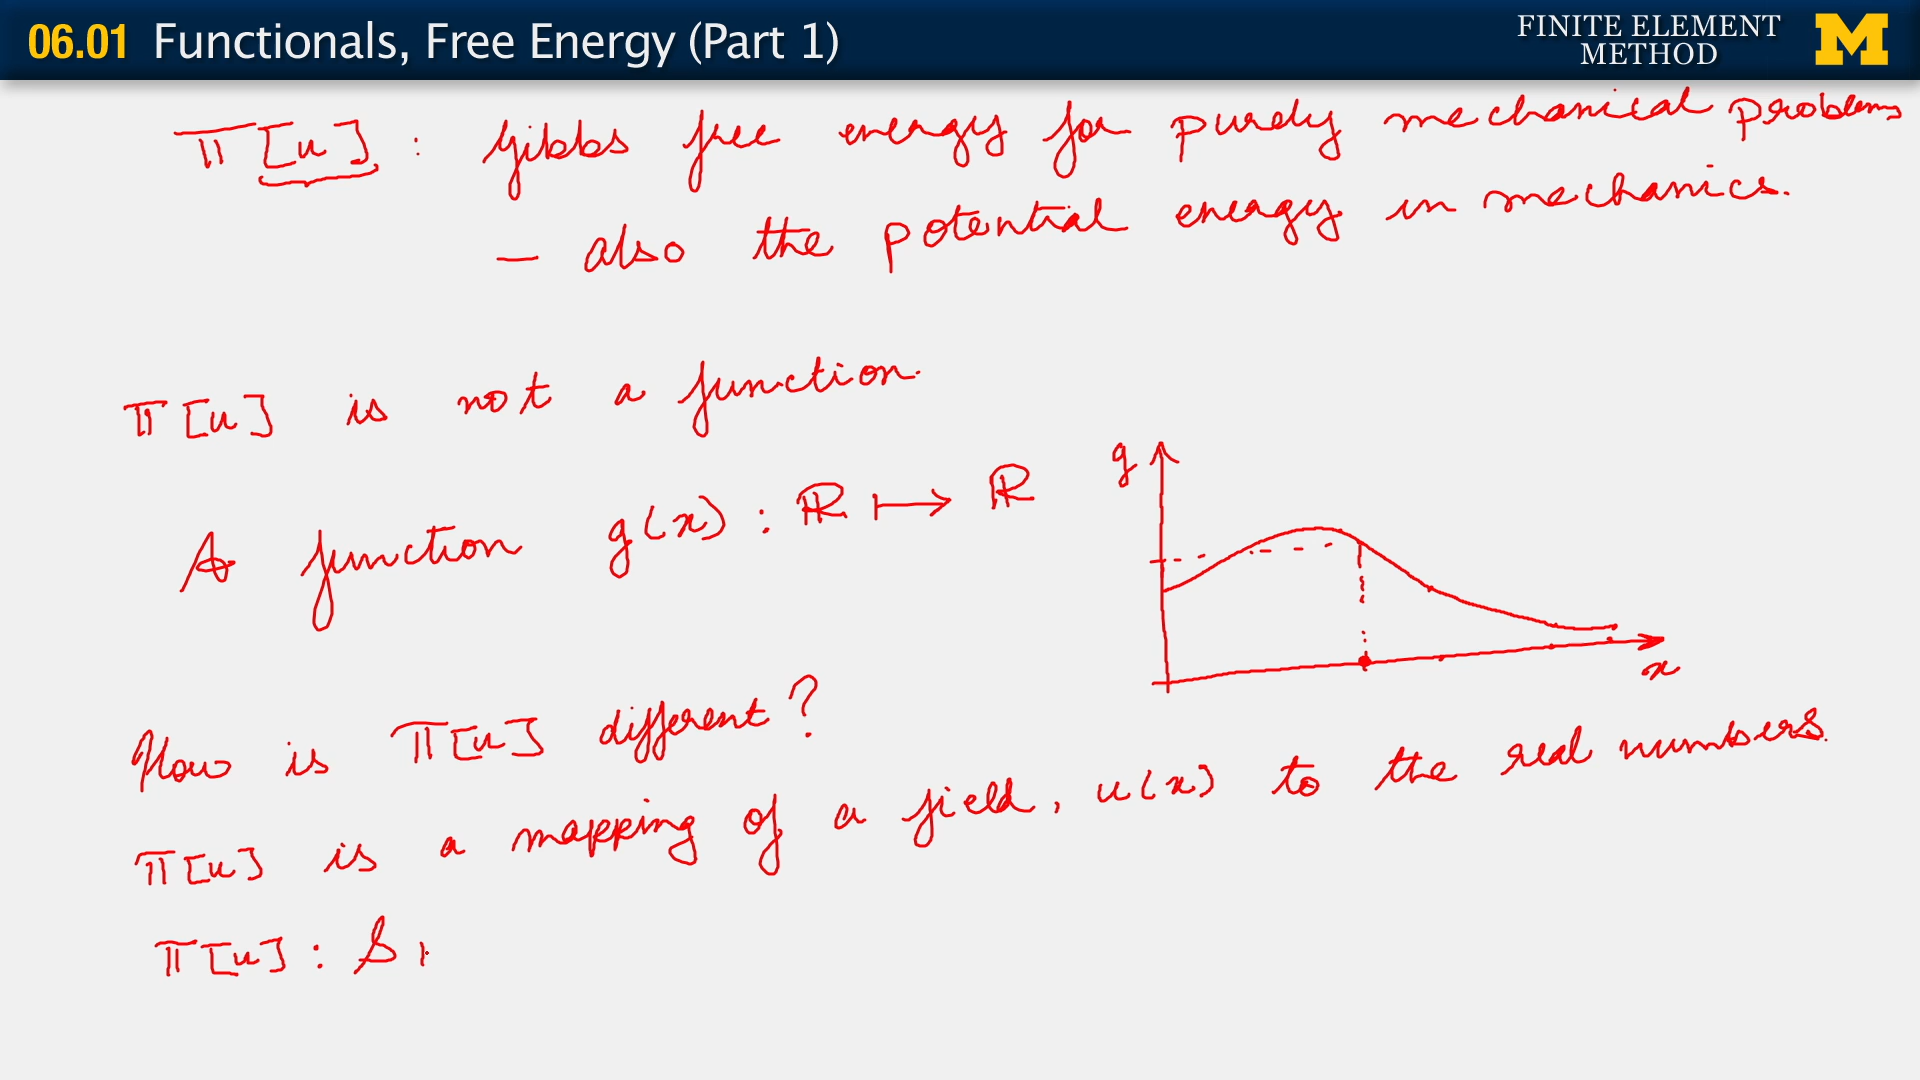 06.01 Functionals, Free Energy (Part 1)
FINITE ELEMENT
METHOD
M
Π[u] : Gibbs free energy for purely mechanical problems
— also the potential energy in mechanics.
Π[u] is not a function.
A function g(x) : ℝ ↦ ℝ
g
x
How is Π[u] different?
Π[u] is a mapping of a field, u(x) to the real numbers.
Π[u] : S